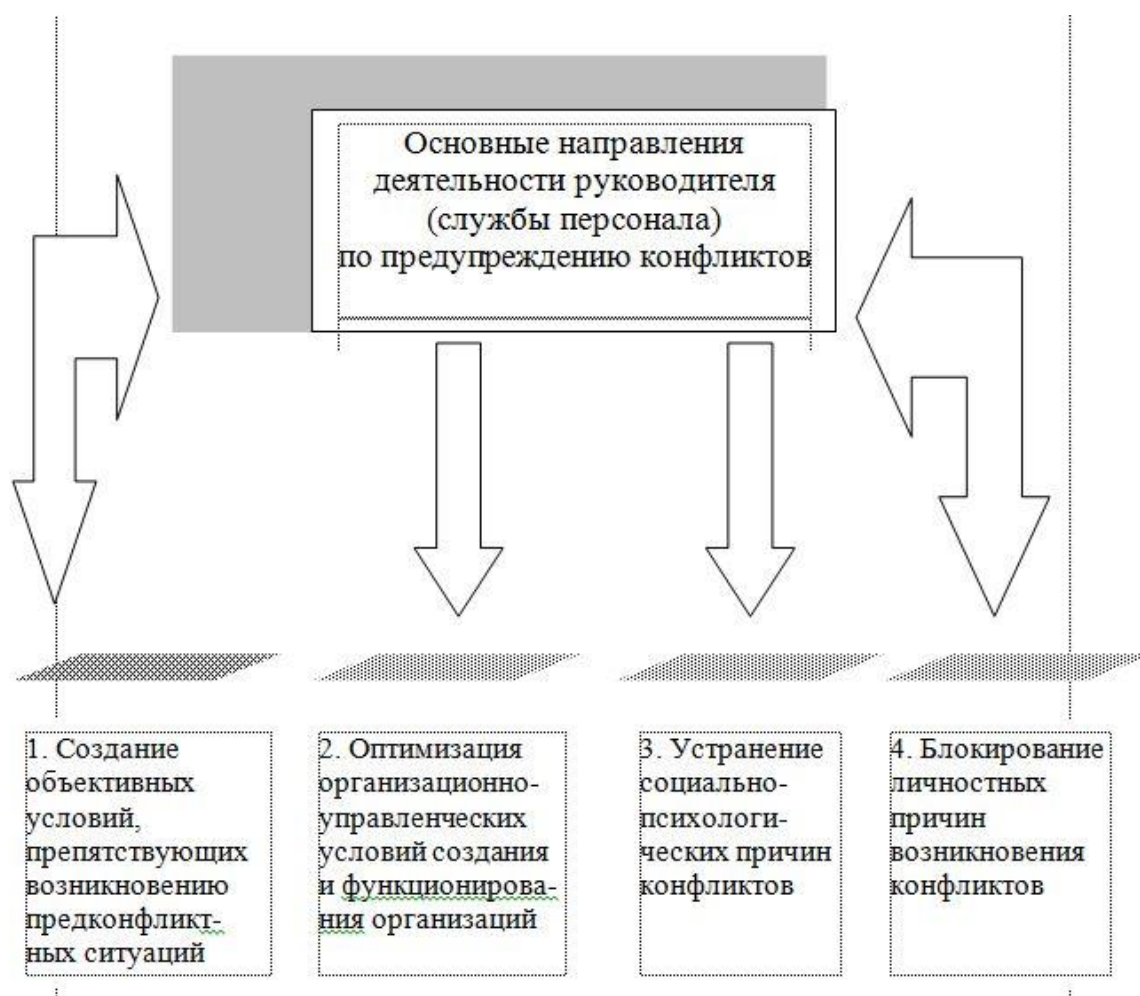 Основные направления
деятельности руководителя
(службы персонала)
по предупреждению конфликтов
1. Создание
объективных
условий,
препятствующих
возникновению
предконфликт-
ных ситуаций
2. Оптимизация
организационно-
управленческих
условий создания
и функционирова-
ния организаций
3. Устранение
социально-
психологи-
ческих причин
конфликтов
4. Блокирование
личностных
причин
возникновения
конфликтов